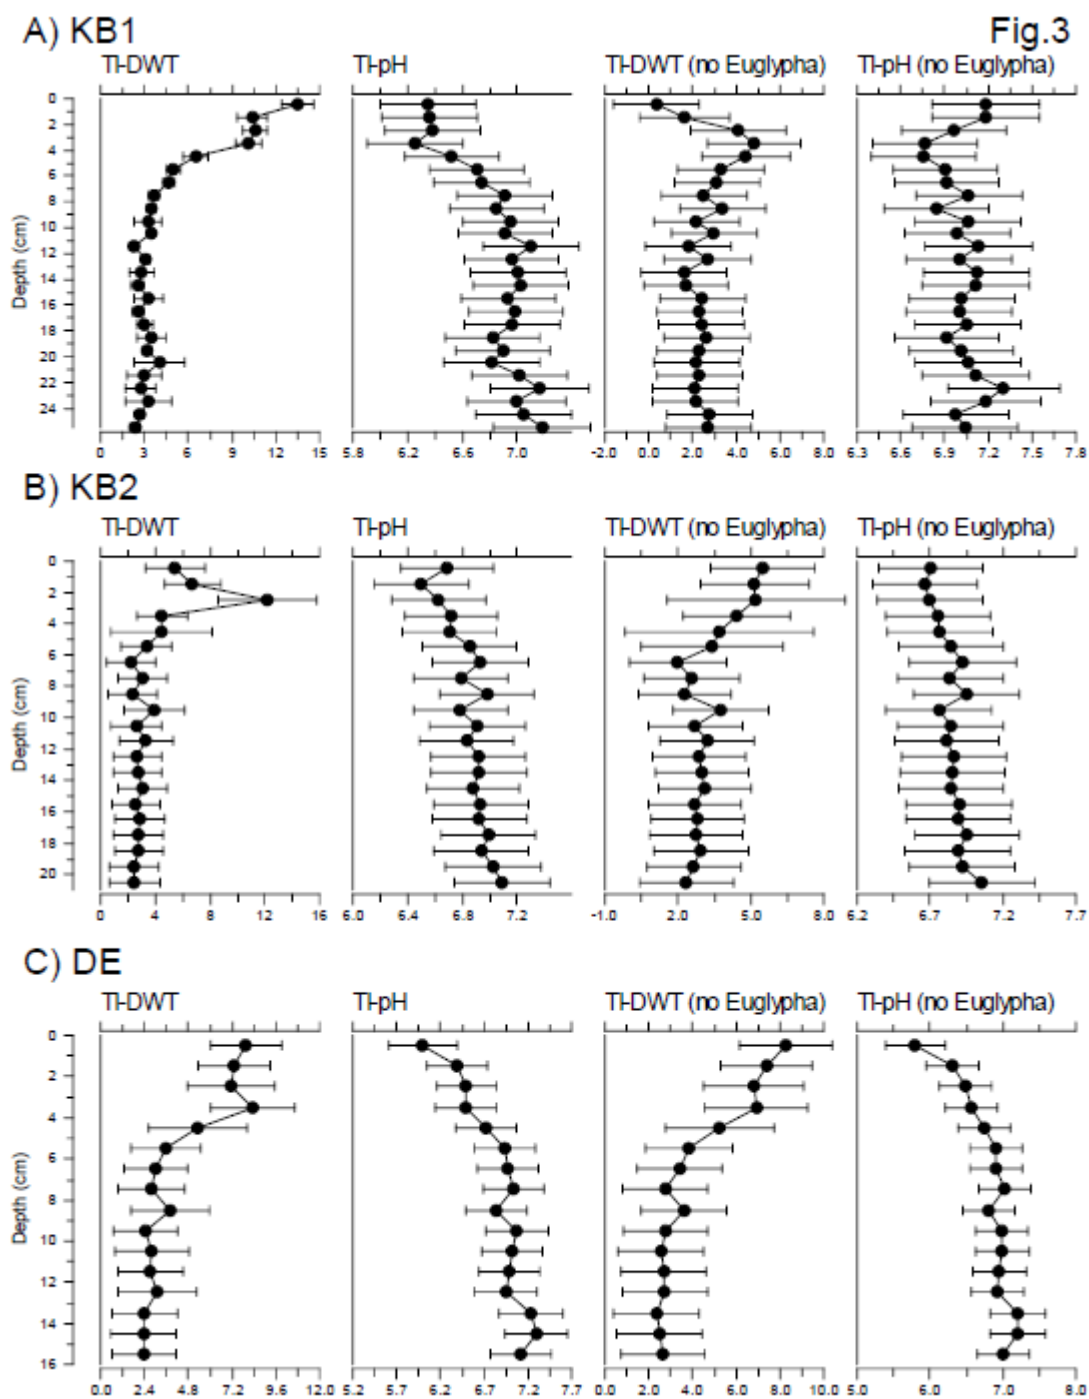 A) KB1 Fig.3
TI-DWT TI-pH TI-DWT (no Euglypha) TI-pH (no Euglypha)
0
2
4
6
8
10
12
14
16
18
20
22
24
Depth (cm)
0 3 6 9 12 15 5.8 6.2 6.6 7.0 -2.0 0.0 2.0 4.0 6.0 8.0 6.3 6.6 6.9 7.2 7.5 7.8
B) KB2
TI-DWT TI-pH TI-DWT (no Euglypha) TI-pH (no Euglypha)
0
2
4
6
8
10
12
14
16
18
20
Depth (cm)
0 4 8 12 16 6.0 6.4 6.8 7.2 -1.0 2.0 5.0 8.0 6.2 6.7 7.2 7.7
C) DE
TI-DWT TI-pH TI-DWT (no Euglypha) TI-pH (no Euglypha)
0
2
4
6
8
10
12
14
16
Depth (cm)
0.0 2.4 4.8 7.2 9.6 12.0 5.2 5.7 6.2 6.7 7.2 7.7 0.0 2.0 4.0 6.0 8.0 10.0 5.0 6.0 7.0 8.0